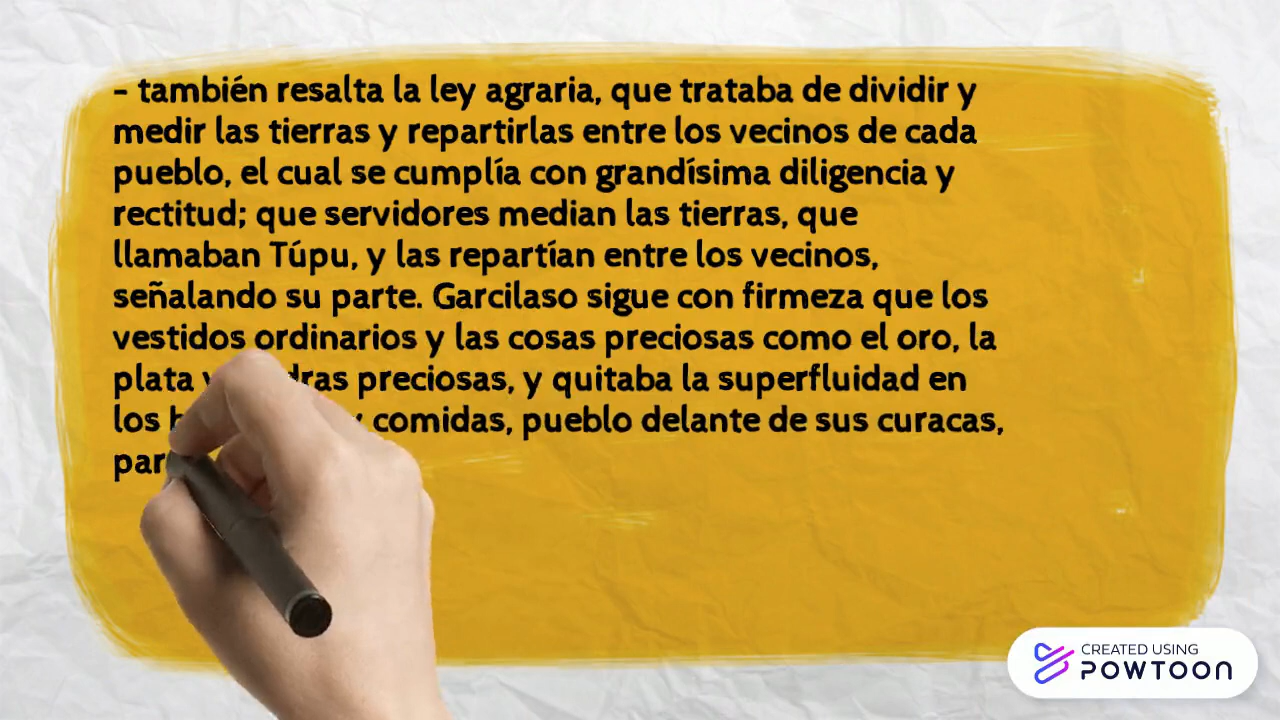 - también resalta la ley agraria, que trataba de dividir y
medir las tierras y repartirlas entre los vecinos de cada
pueblo, el cual se cumplía con grandísima diligencia y
rectitud; que servidores median las tierras, que
llamaban Túpu, y las repartían entre los vecinos,
señalando su parte. Garcilaso sigue con firmeza que los
vestidos ordinarios y las cosas preciosas como el oro, la
plata preciosas, y quitaba la superfluidad en
los comidas, pueblo delante de sus curacas,
CREATED USING
POWTOON